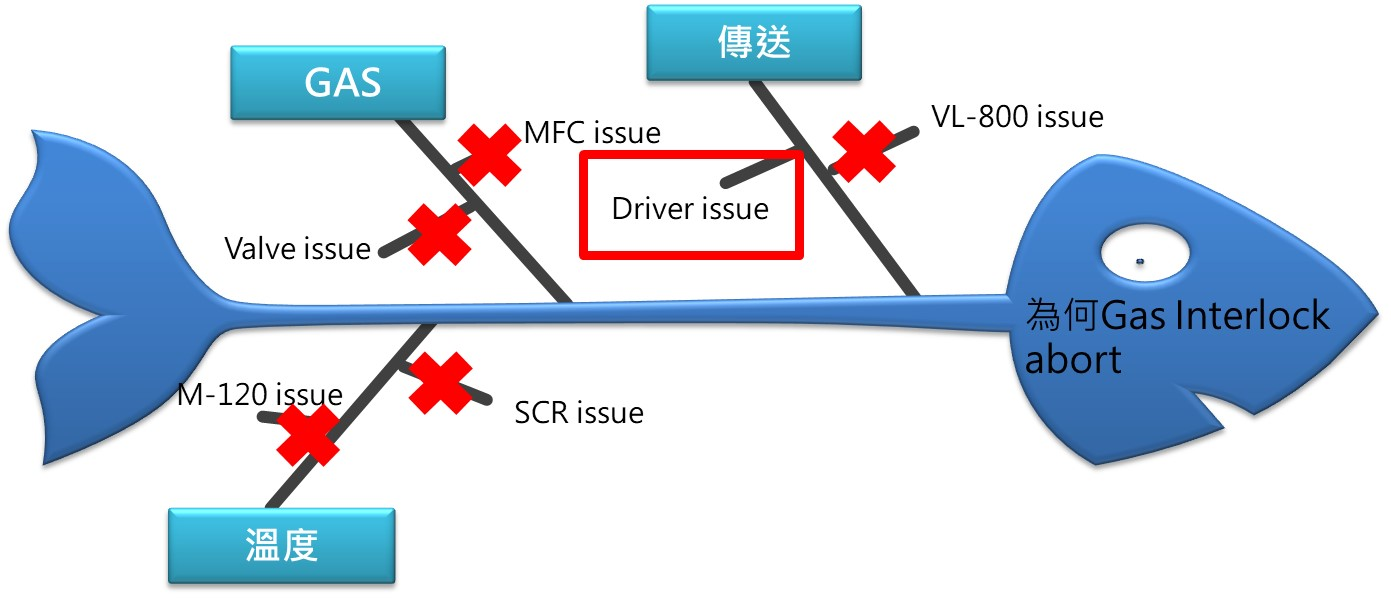 GAS
傳送
MFC issue
VL-800 issue
Driver issue
Valve issue
為何Gas Interlock
abort
M-120 issue
SCR issue
溫度